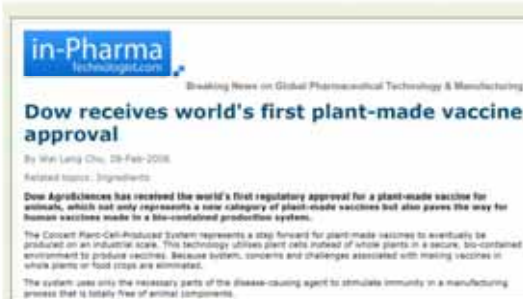 in-Pharma
Technologist.com
Breaking News on Global Pharmaceutical Technology & Manufacturing
Dow receives world's first plant-made vaccine
approval
By Wai Lang Chu, 28-Feb-2006
Related topics: Ingredients
Dow AgroSciences has received the world's first regulatory approval for a plant-made vaccine for
animals, which not only represents a new category of plant-made vaccines but also paves the way for
human vaccines made in a bio-contained production system.
The Concert Plant-Cell-Produced System represents a step forward for plant-made vaccines to eventually be
produced on an industrial scale. This technology utilises plant cells instead of whole plants in a secure, bio-contained
environment to produce vaccines. Because system, concerns and challenges associated with making vaccines in
whole plants or food crops are eliminated.
The system uses only the necessary parts of the disease-causing agent to stimulate immunity in a manufacturing
process that is totally free of animal components.